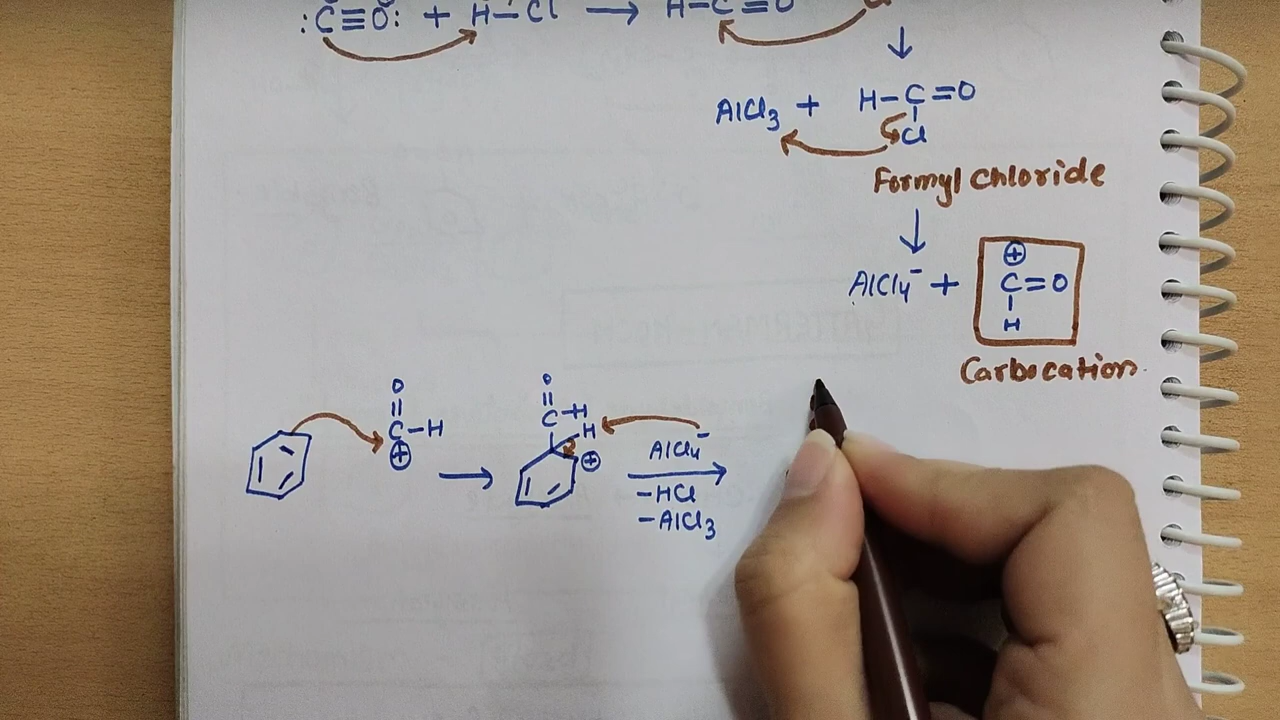 :C≡O: + H–Cl → H–C≡O
↓
AlCl₃ + H–C=O
Cl
Formyl chloride
↓
AlCl₄⁻ + ⊕
C=O
H
Carbocation
O
||
C–H
⊕
→
O
||
C–H
H
⊕
AlCl₄⁻
→
–HCl
–AlCl₃